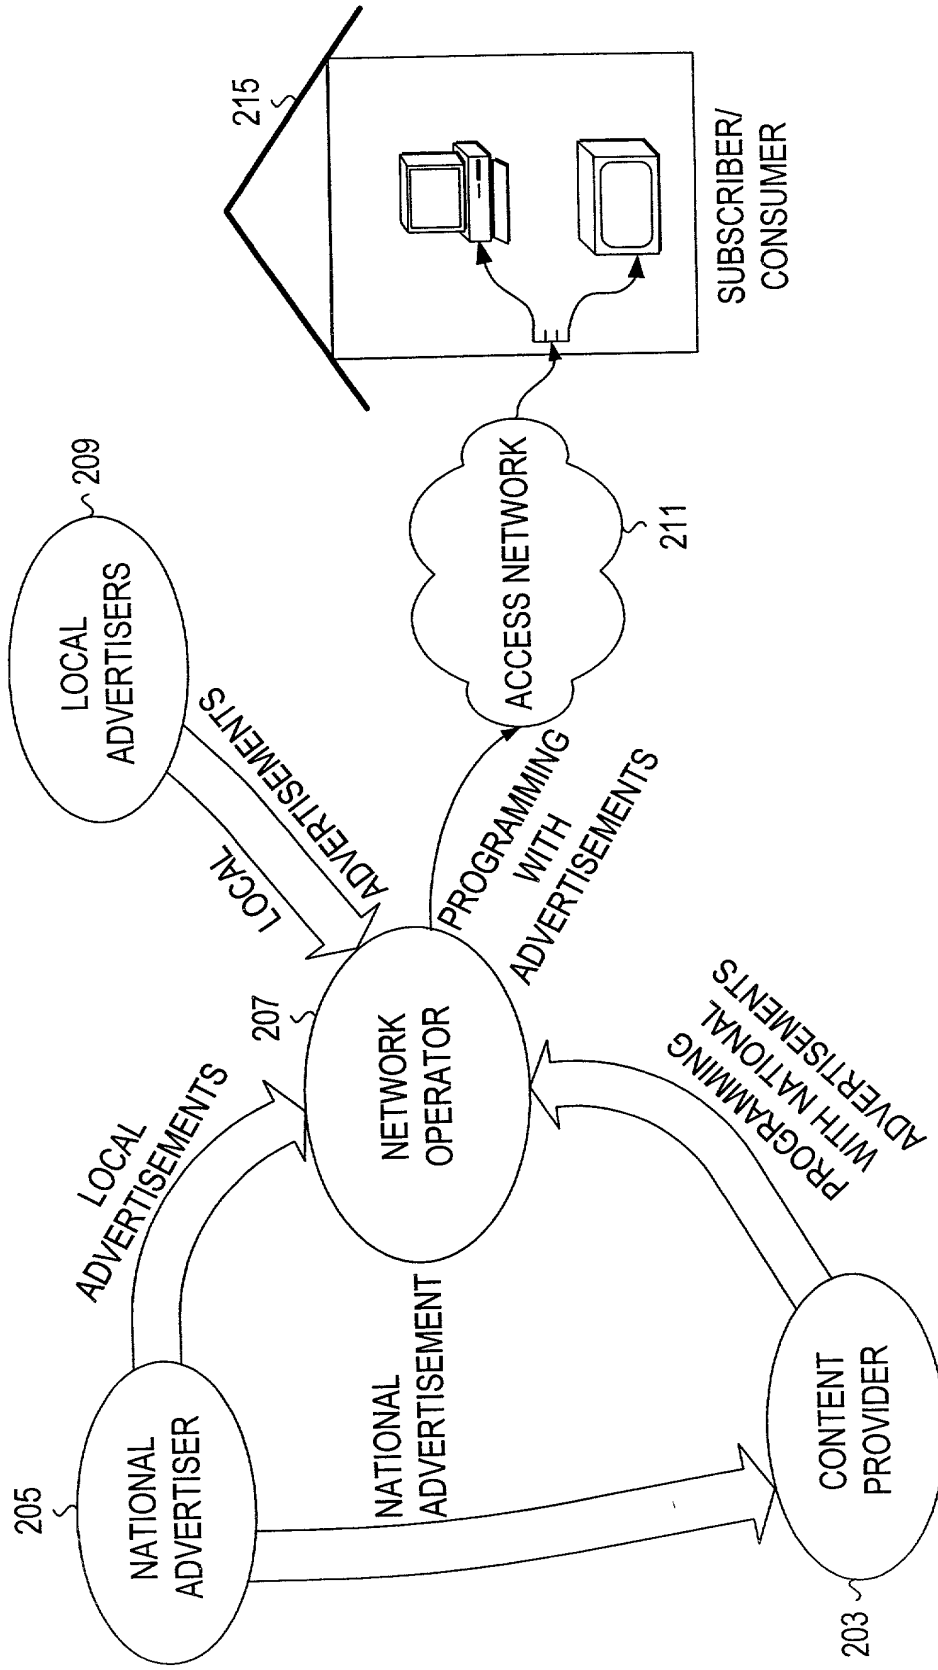 205
NATIONAL
ADVERTISER
LOCAL
ADVERTISEMENTS
NATIONAL
ADVERTISEMENT
203
CONTENT
PROVIDER
PROGRAMMING
WITH NATIONAL
ADVERTISEMENTS
207
NETWORK
OPERATOR
LOCAL
ADVERTISEMENTS
209
LOCAL
ADVERTISERS
PROGRAMMING
WITH
ADVERTISEMENTS
ACCESS NETWORK
211
215
SUBSCRIBER/
CONSUMER